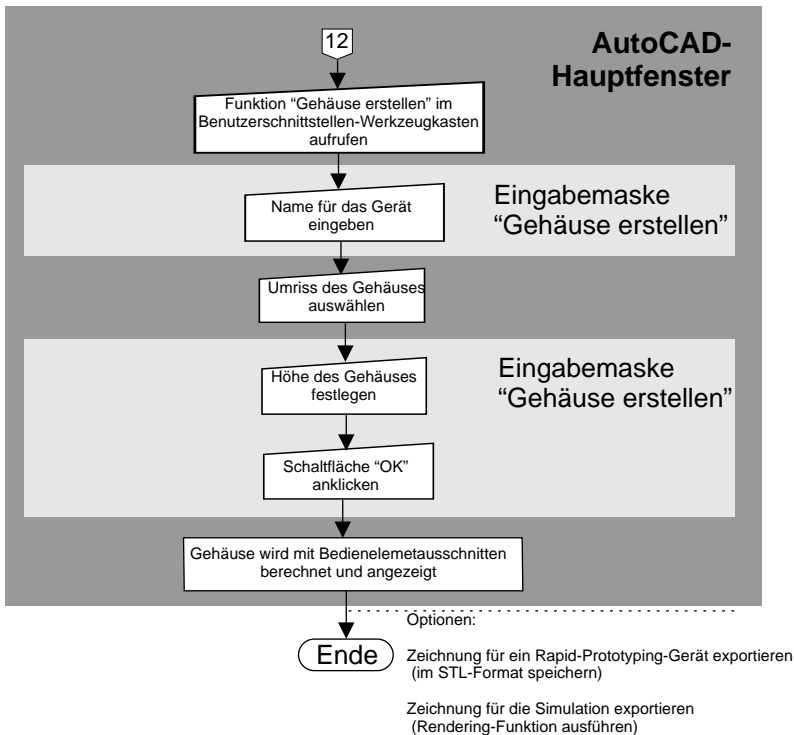 12
AutoCAD-
Hauptfenster
Funktion “Gehäuse erstellen” im
Benutzerschnittstellen-Werkzeugkasten
aufrufen
Eingabemaske
“Gehäuse erstellen”
Name für das Gerät
eingeben
Umriss des Gehäuses
auswählen
Eingabemaske
“Gehäuse erstellen”
Höhe des Gehäuses
festlegen
Schaltfläche “OK”
anklicken
Gehäuse wird mit Bedienelemetausschnitten
berechnet und angezeigt
Ende
Optionen:
Zeichnung für ein Rapid-Prototyping-Gerät exportieren
(im STL-Format speichern)
Zeichnung für die Simulation exportieren
(Rendering-Funktion ausführen)